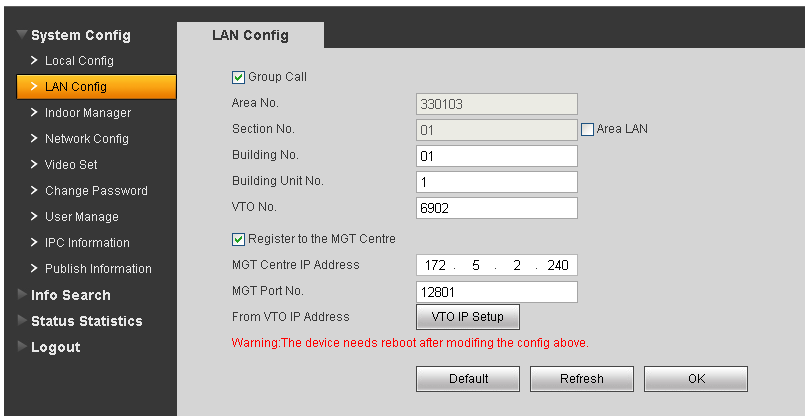 System Config
Local Config
LAN Config
Indoor Manager
Network Config
Video Set
Change Password
User Manage
IPC Information
Publish Information
Info Search
Status Statistics
Logout
LAN Config
Group Call
Area No. 330103
Section No. 01 Area LAN
Building No. 01
Building Unit No. 1
VTO No. 6902
Register to the MGT Centre
MGT Centre IP Address 172 . 5 . 2 . 240
MGT Port No. 12801
From VTO IP Address VTO IP Setup
Warning:The device needs reboot after modifing the config above.
Default Refresh OK